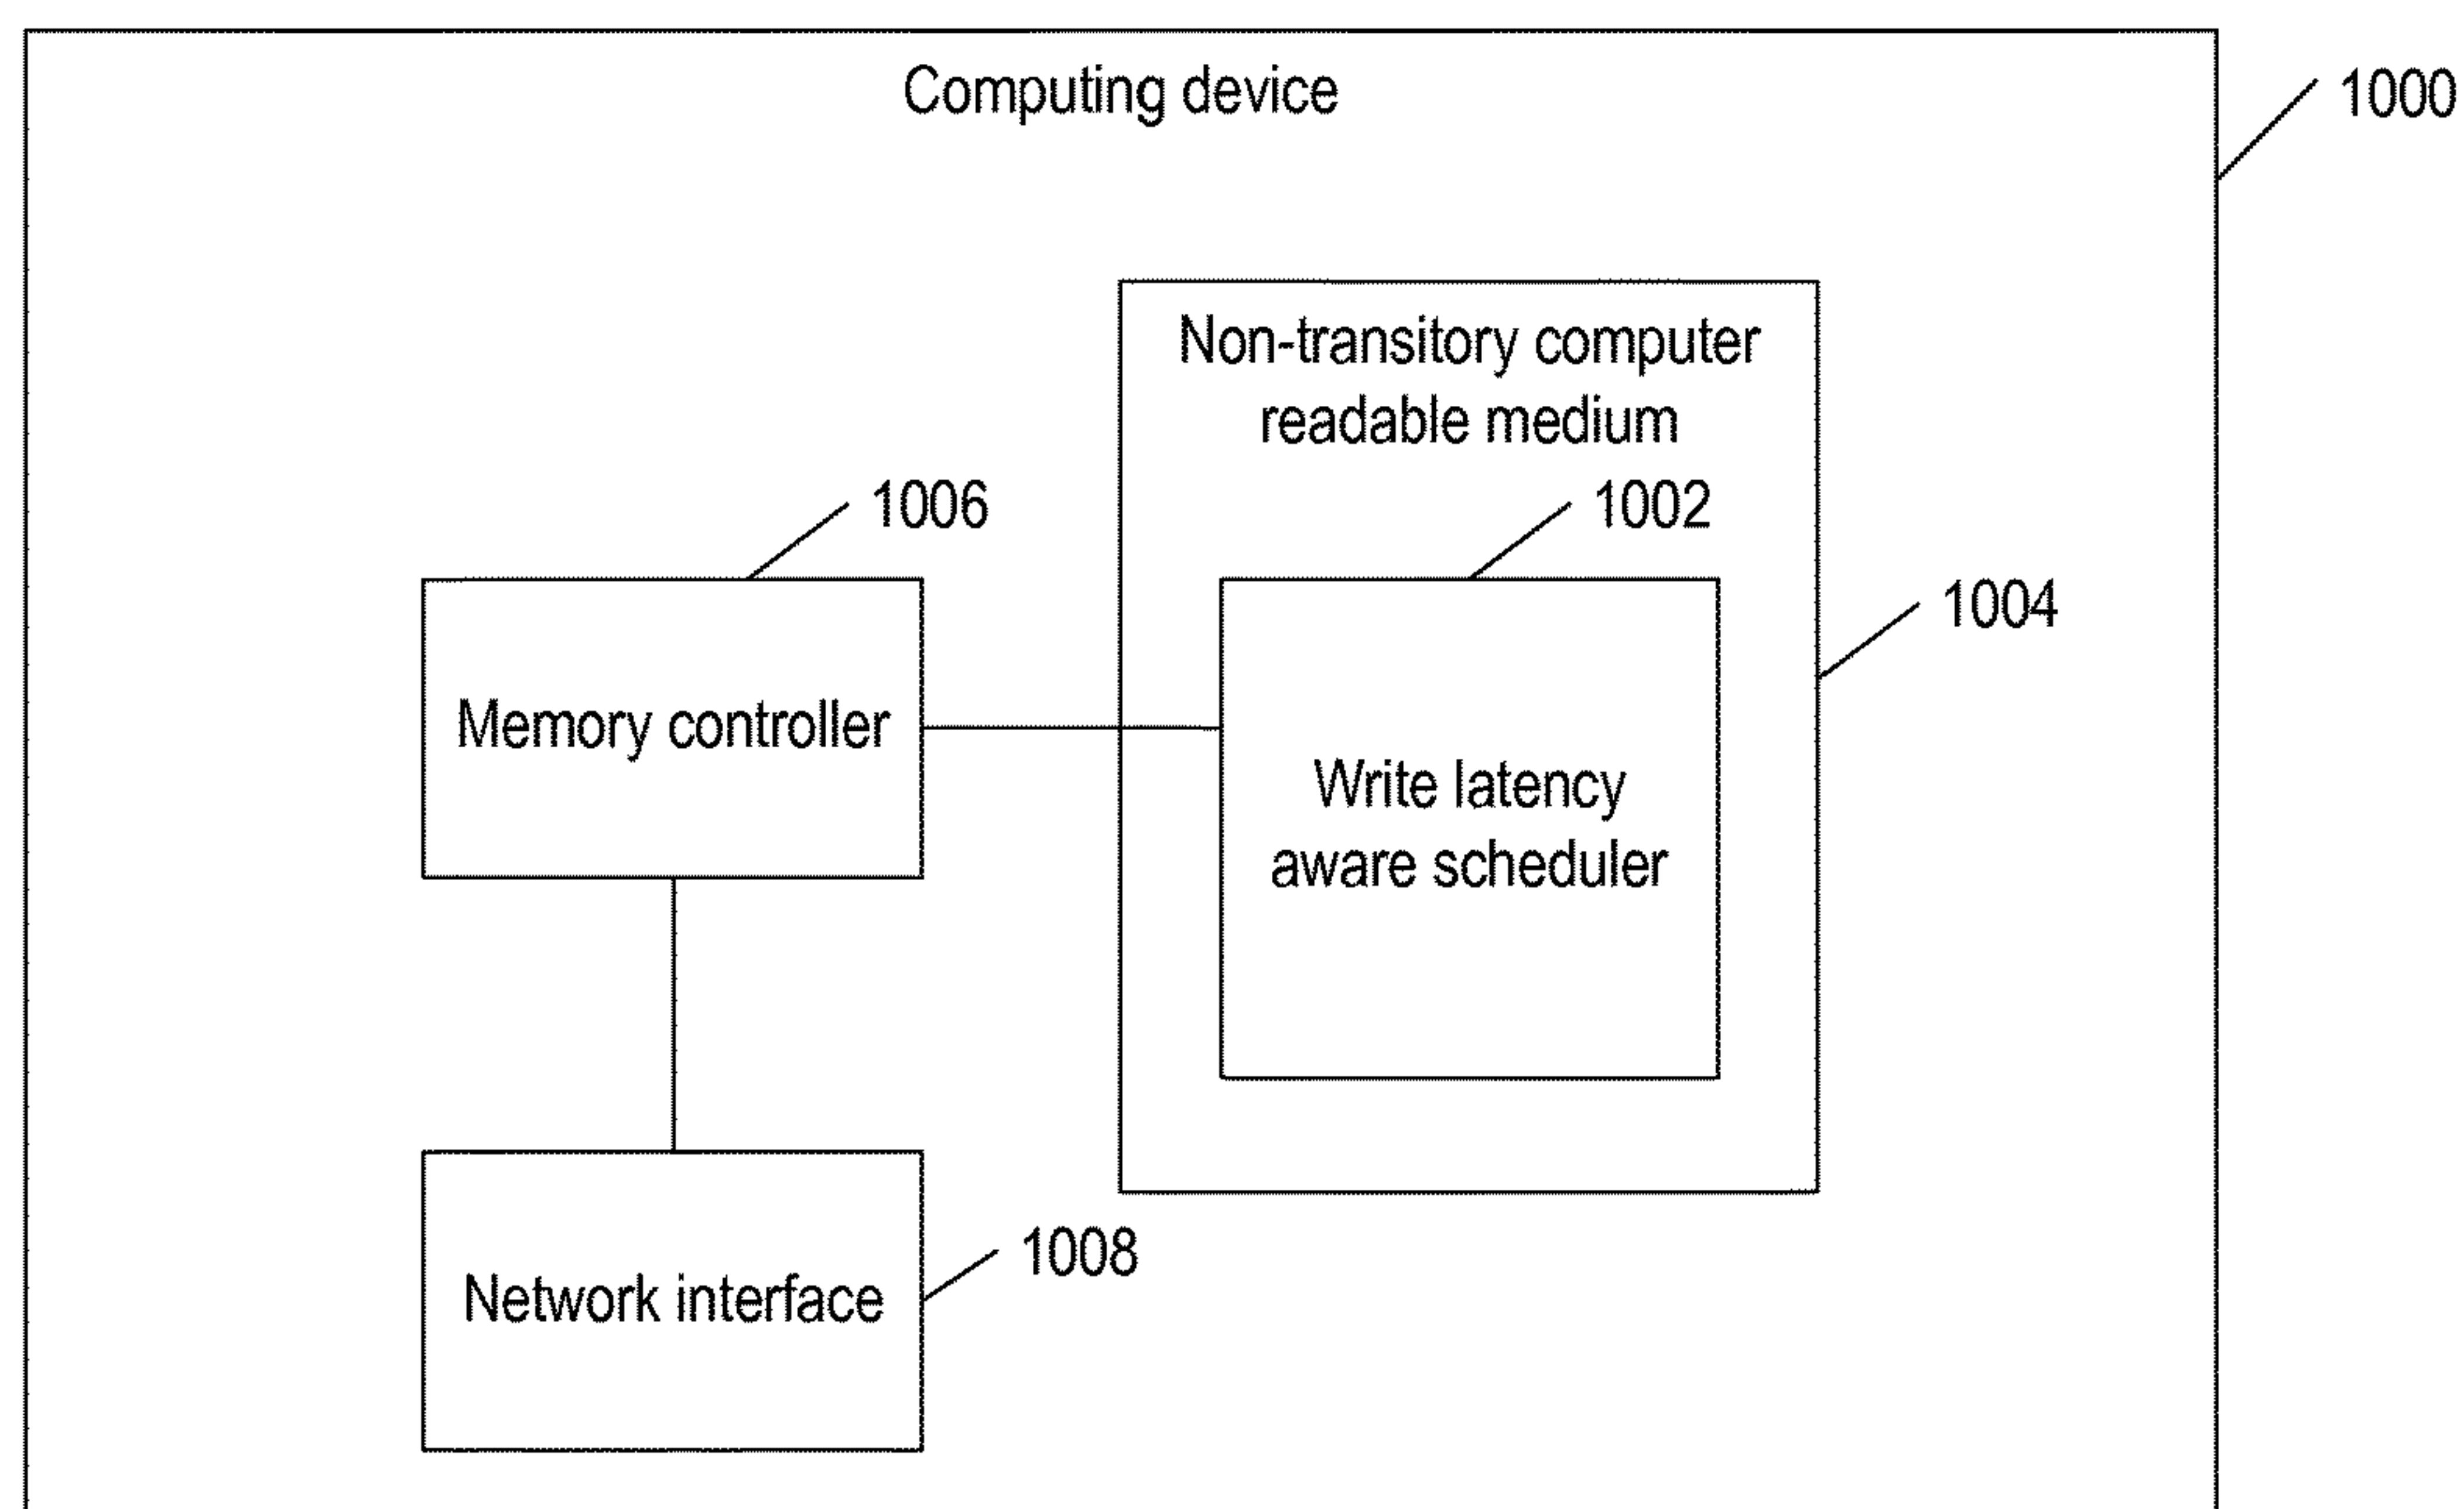 Computing device
1000
Non-transitory computer
readable medium
1006
1002
1004
Memory controller
Write latency
aware scheduler
1008
Network interface